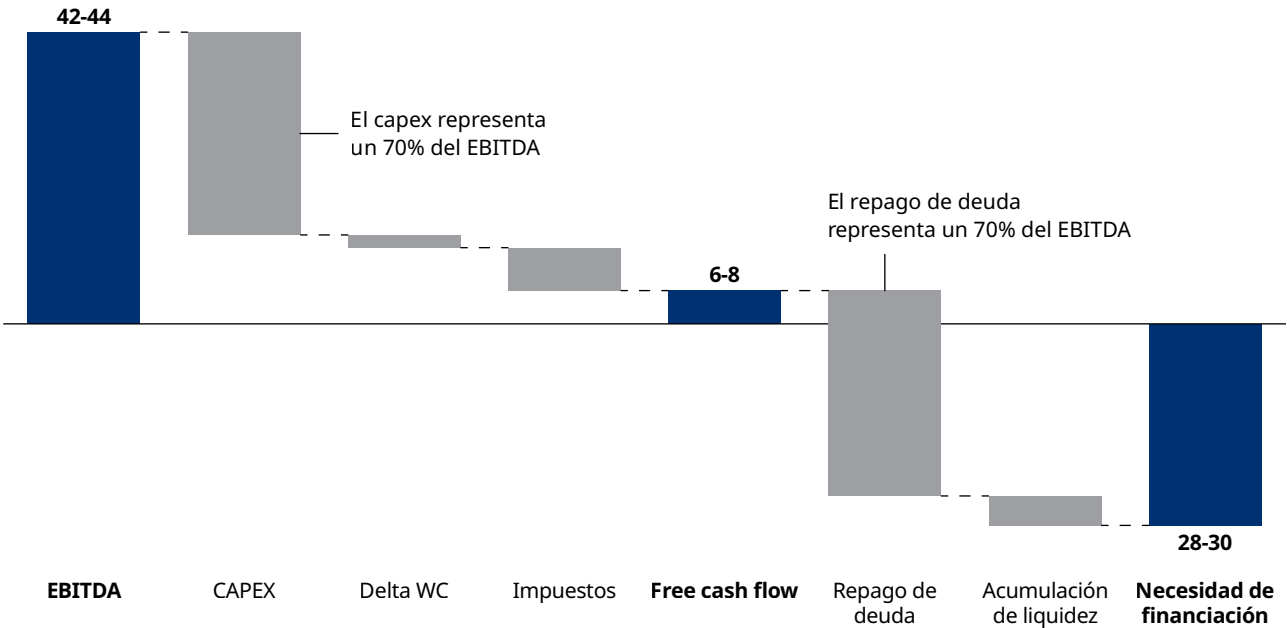 42-44
El capex representa
un 70% del EBITDA
El repago de deuda
representa un 70% del EBITDA
6-8
28-30
EBITDA
CAPEX
Delta WC
Impuestos
Free cash flow
Repago de
deuda
Acumulación
de liquidez
Necesidad de
financiación